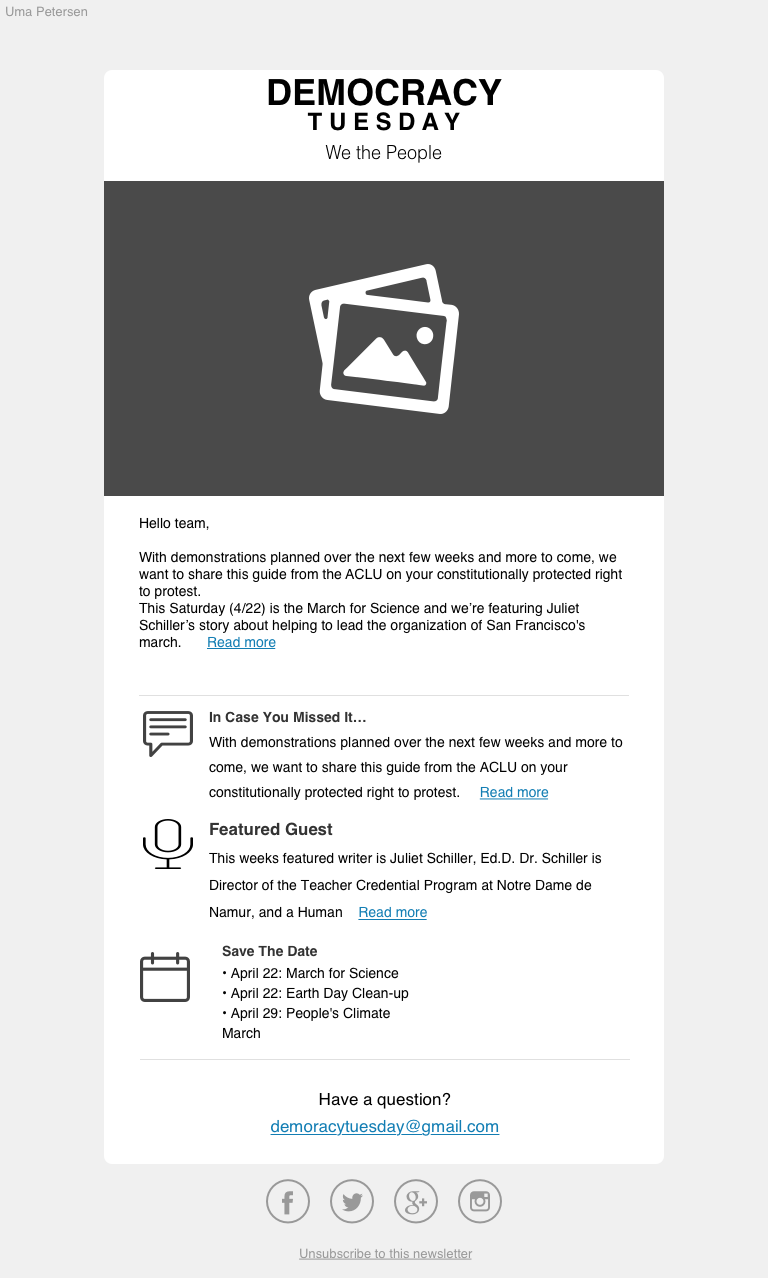 Uma Petersen
DEMOCRACY
TUESDAY
We the People
Hello team,
With demonstrations planned over the next few weeks and more to come, we
want to share this guide from the ACLU on your constitutionally protected right
to protest.
This Saturday (4/22) is the March for Science and we’re featuring Juliet
Schiller’s story about helping to lead the organization of San Francisco's
march. Read more
In Case You Missed It…
With demonstrations planned over the next few weeks and more to
come, we want to share this guide from the ACLU on your
constitutionally protected right to protest. Read more
Featured Guest
This weeks featured writer is Juliet Schiller, Ed.D. Dr. Schiller is
Director of the Teacher Credential Program at Notre Dame de
Namur, and a Human Read more
Save The Date
• April 22: March for Science
• April 22: Earth Day Clean-up
• April 29: People’s Climate
March
Have a question?
demoracytuesday@gmail.com
Unsubscribe to this newsletter